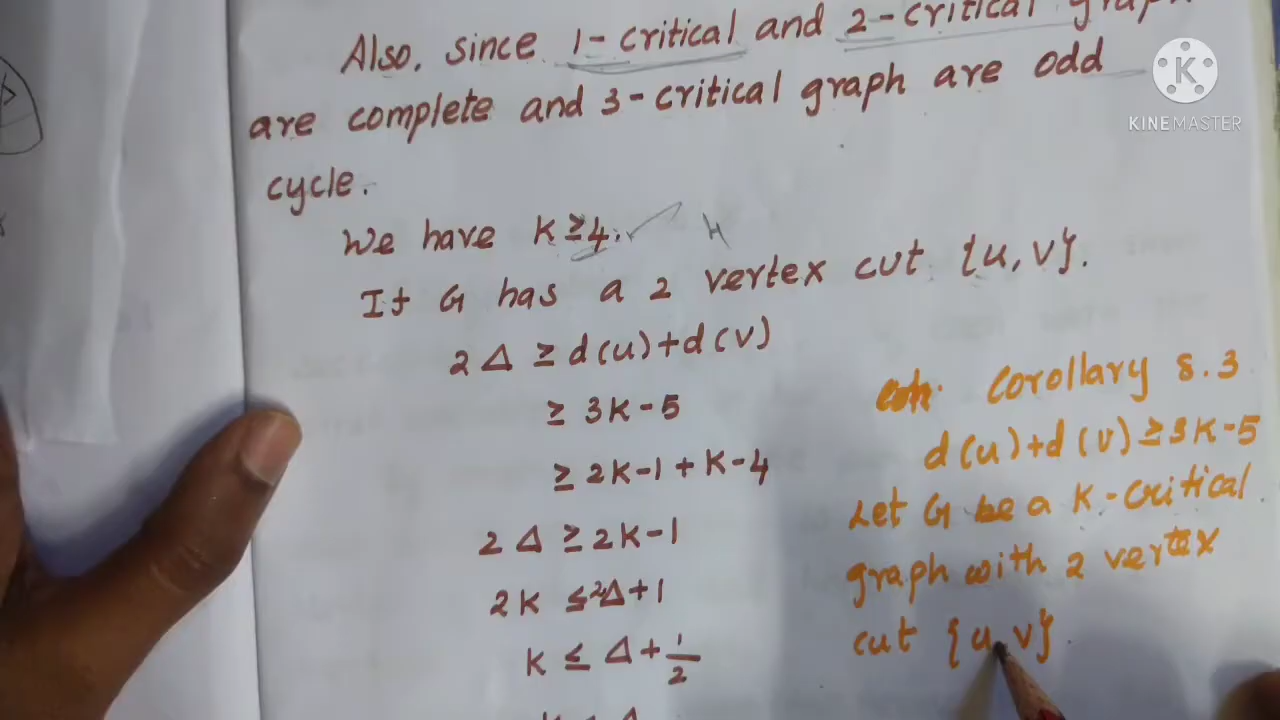 Also, since 1-critical and 2-critical graph
are complete and 3-critical graph are odd
cycle.
We have K ≥ 4.
If G has a 2 vertex cut {u, v}.
2Δ ≥ d(u)+d(v)
≥ 3K-5
≥ 2K-1+K-4
2Δ ≥ 2K-1
2K ≤ 2Δ+1
K ≤ Δ + 1/2
Corollary 8.3
d(u)+d(v) ≥ 3K-5
Let G be a K-critical
graph with 2 vertex
cut {u, v}
KINEMASTER